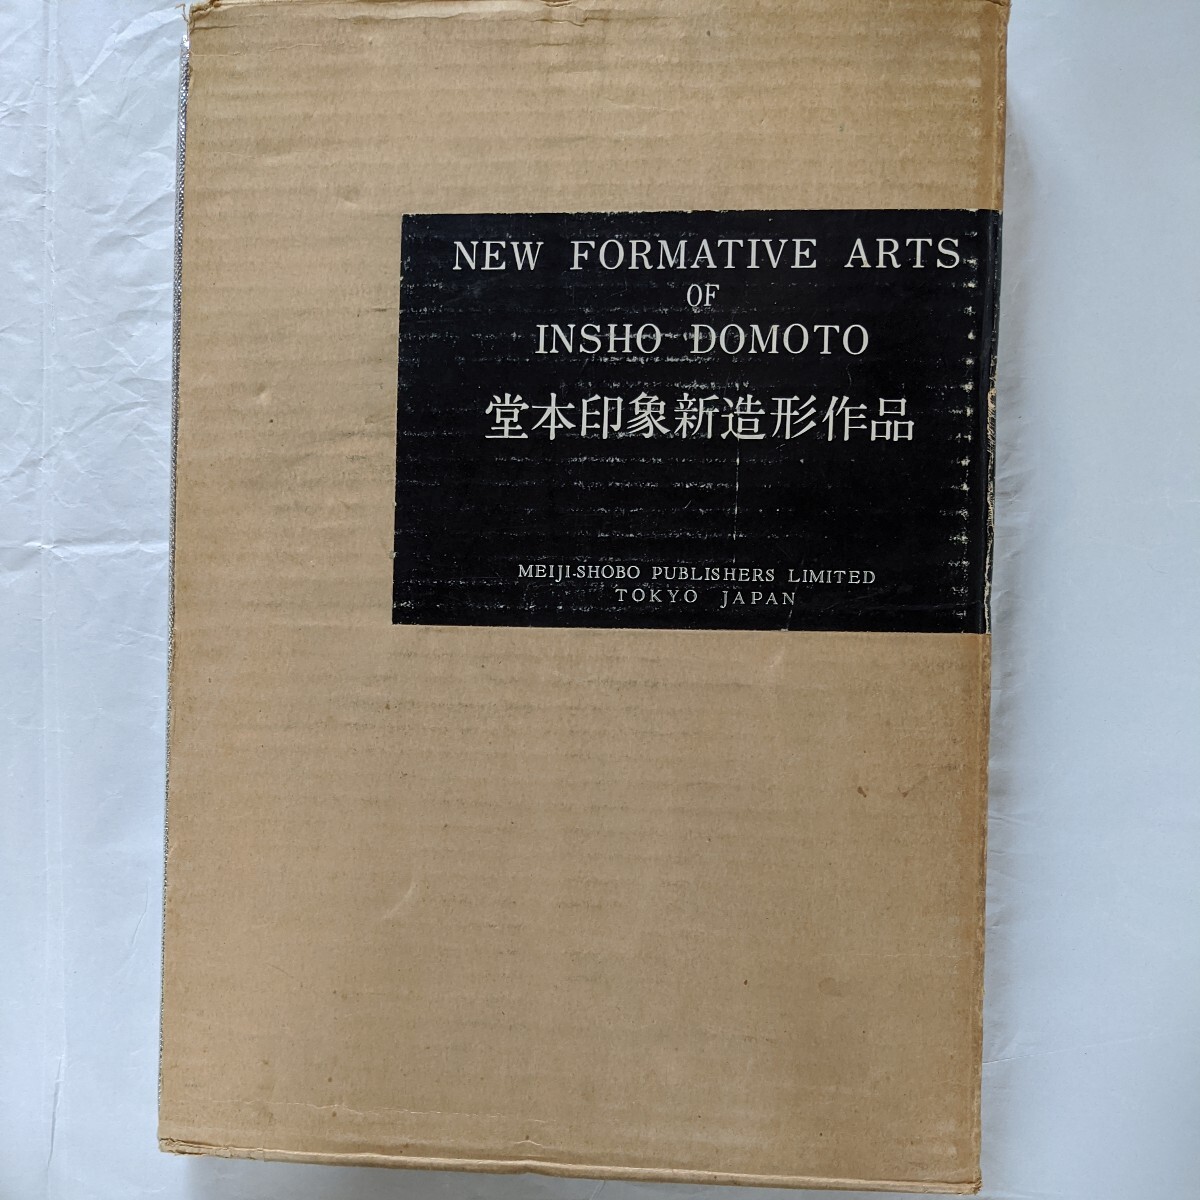 NEW FORMATIVE ARTS
OF
INSHO DOMOTO
堂本印象新造形作品
MEIJI-SHOBO PUBLISHERS LIMITED
TOKYO JAPAN